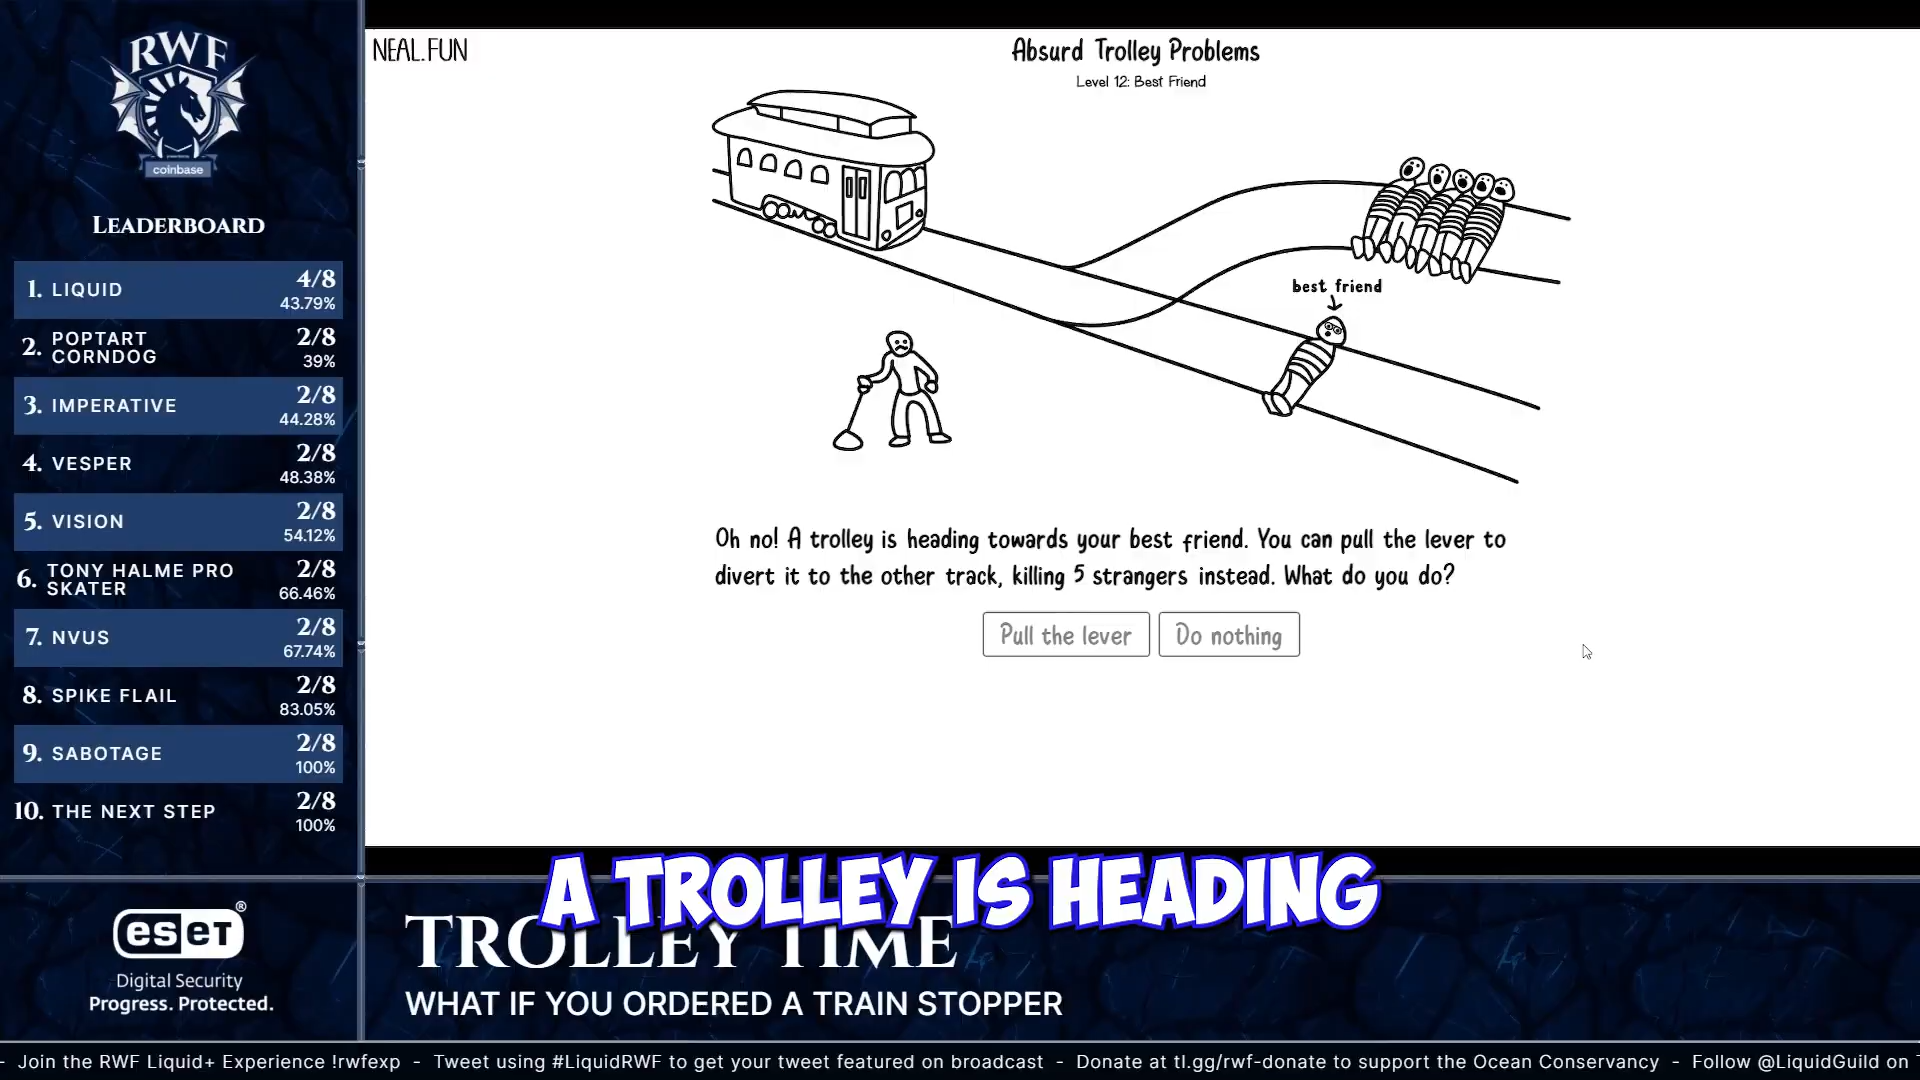 RWF
coinbase
LEADERBOARD
1. LIQUID 4/8
43.79%
2. POPTART CORNDOG 2/8
39%
3. IMPERATIVE 2/8
44.28%
4. VESPER 2/8
48.38%
5. VISION 2/8
54.12%
6. TONY HALME PRO SKATER 2/8
66.46%
7. NVUS 2/8
67.74%
8. SPIKE FLAIL 2/8
83.05%
9. SABOTAGE 2/8
100%
10. THE NEXT STEP 2/8
100%
NEAL.FUN
Absurd Trolley Problems
Level 12: Best Friend
best friend
Oh no! A trolley is heading towards your best friend. You can pull the lever to
divert it to the other track, killing 5 strangers instead. What do you do?
Pull the lever Do nothing
A TROLLEY IS HEADING
eseT®
Digital Security
Progress. Protected.
TROLLEY TIME
WHAT IF YOU ORDERED A TRAIN STOPPER
- Join the RWF Liquid+ Experience !rwfexp - Tweet using #LiquidRWF to get your tweet featured on broadcast - Donate at tl.gg/rwf-donate to support the Ocean Conservancy - Follow @LiquidGuild on